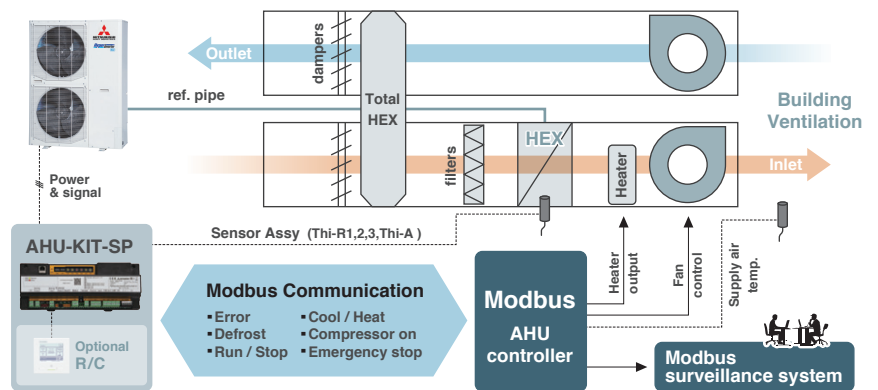 Outlet
dampers
Total
HEX
ref. pipe
Building
Ventilation
HEX
filters
Heater
Inlet
Power
& signal
Sensor Assy (Thi-R1,2,3,Thi-A )
AHU-KIT-SP
Optional
R/C
Modbus Communication
▪ Error
▪ Defrost
▪ Run / Stop
▪ Cool / Heat
▪ Compressor on
▪ Emergency stop
Modbus
AHU
controller
Heater
output
Fan
control
Supply air
temp.
Modbus
surveillance system